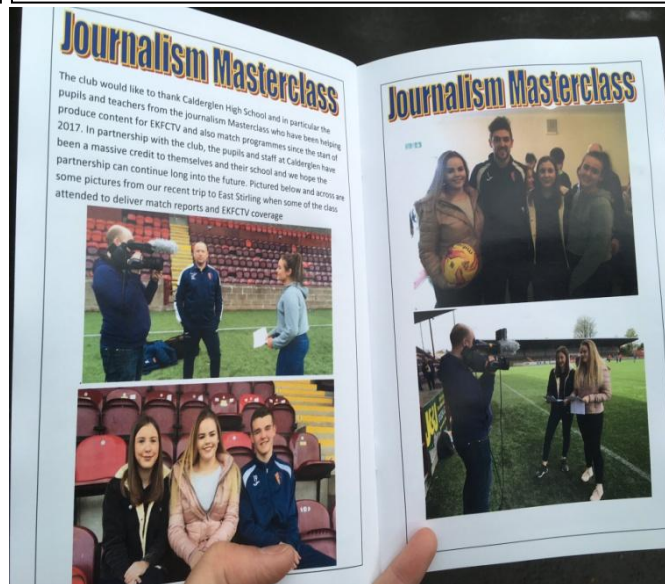 Journalism Masterclass
The club would like to thank Calderglen High School and in particular the
pupils and teachers from the journalism Masterclass who have been helping
produce content for EKFCTV and also match programmes since the start of
2017. In partnership with the club, the pupils and staff at Calderglen have
been a massive credit to themselves and their school and we hope the
partnership can continue long into the future. Pictured below and across are
some pictures from our recent trip to East Stirling when some of the class
attended to deliver match reports and EKFCTV coverage
Journalism Masterclass